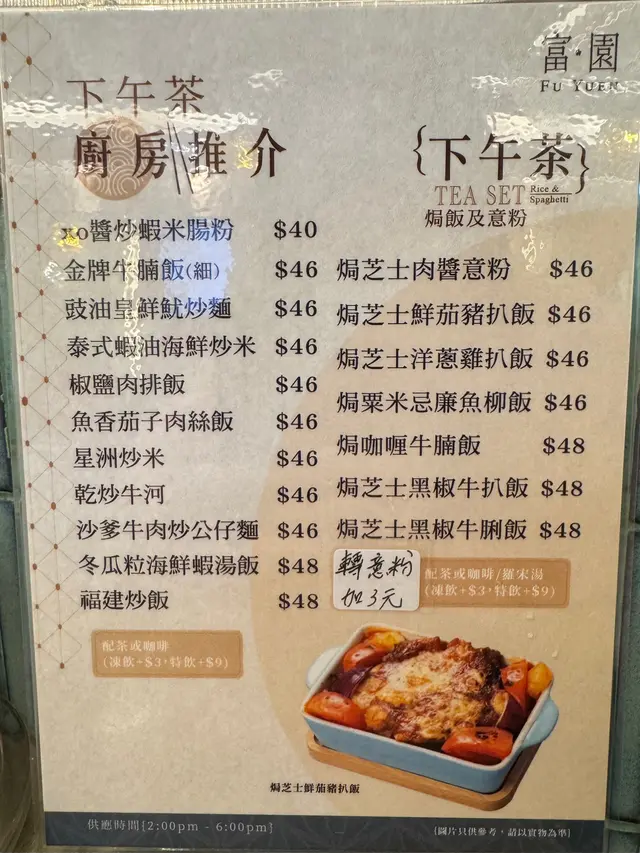 富·園
FU YUEN
下午茶
廚房推介
xo醬炒蝦米腸粉 $40
金牌牛腩飯(細) $46
豉油皇鮮魷炒麵 $46
泰式蝦油海鮮炒米 $46
椒鹽肉排飯 $46
魚香茄子肉絲飯 $46
星洲炒米 $46
乾炒牛河 $46
沙爹牛肉炒公仔麵 $46
冬瓜粒海鮮蝦湯飯 $48
福建炒飯 $48
配茶或咖啡
(凍飲+$3,特飲+$9)
{下午茶}
TEA SET Rice & Spaghetti
焗飯及意粉
焗芝士肉醬意粉 $46
焗芝士鮮茄豬扒飯 $46
焗芝士洋蔥雞扒飯 $46
焗粟米忌廉魚柳飯 $46
焗咖喱牛腩飯 $48
焗芝士黑椒牛扒飯 $48
焗芝士黑椒牛脷飯 $48
轉意粉
加3元
配茶或咖啡/羅宋湯
(凍飲+$3,特飲+$9)
焗芝士鮮茄豬扒飯
供應時間[2:00pm - 6:00pm]
(圖片只供參考,請以實物為準)